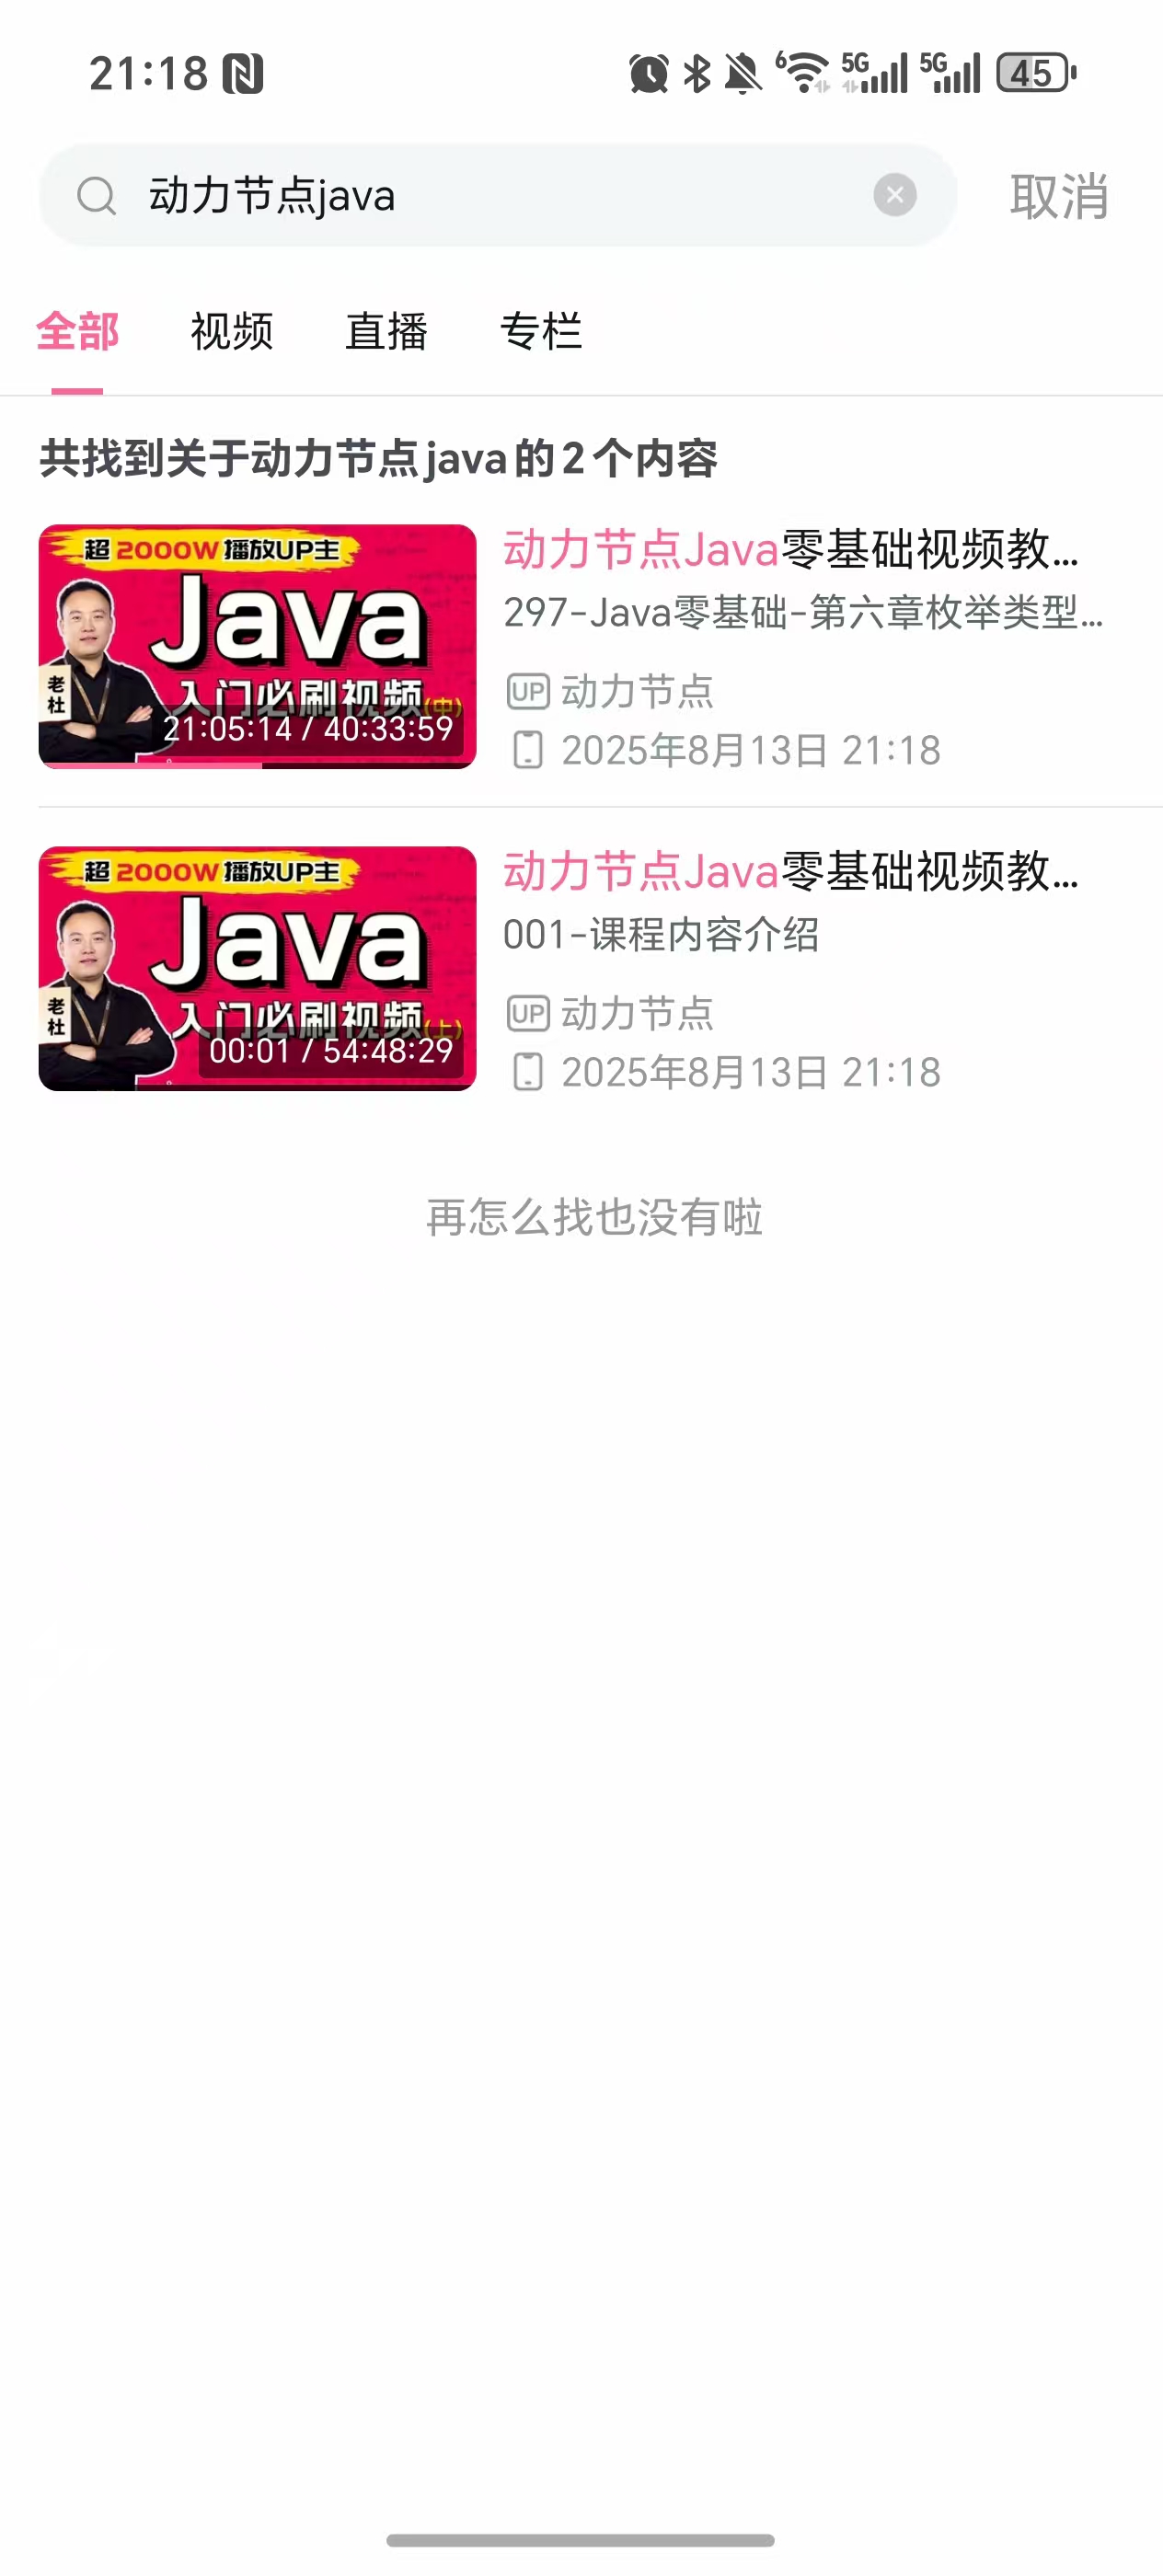 21:18
6 5G 5G 45
动力节点java 取消
全部 视频 直播 专栏
共找到关于动力节点java的2个内容
超2000W播放UP主
Java
入门必刷视频(中)
老杜
21:05:14 / 40:33:59
动力节点Java零基础视频教...
297-Java零基础-第六章枚举类型...
UP 动力节点
2025年8月13日 21:18
超2000W播放UP主
Java
入门必刷视频(上)
老杜
00:01 / 54:48:29
动力节点Java零基础视频教...
001-课程内容介绍
UP 动力节点
2025年8月13日 21:18
再怎么找也没有啦